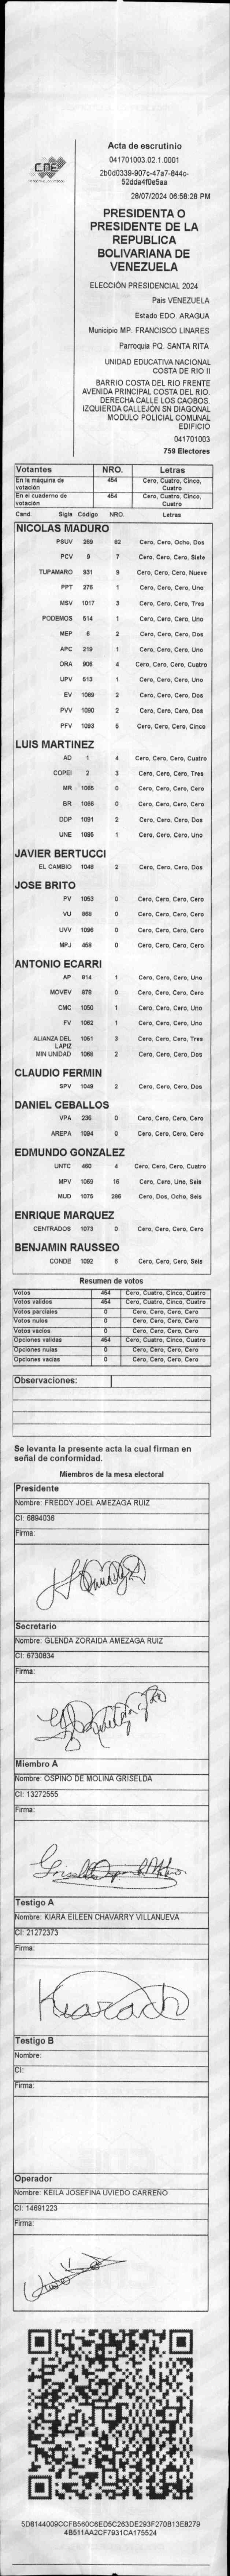 CNE
Acta de escrutinio
041701003.02.1.0001
2b0d0339-907c-47a7-844c-
52dda4f0e5aa
28/07/2024 06:58:28 PM
PRESIDENTA O
PRESIDENTE DE LA
REPUBLICA
BOLIVARIANA DE
VENEZUELA
ELECCIÓN PRESIDENCIAL 2024
Pais VENEZUELA
Estado EDO. ARAGUA
Municipio MP. FRANCISCO LINARES
Parroquia PQ. SANTA RITA
UNIDAD EDUCATIVA NACIONAL
COSTA DE RIO II
BARRIO COSTA DEL RIO FRENTE
AVENIDA PRINCIPAL COSTA DEL RIO.
DERECHA CALLE LOS CAOBOS.
IZQUIERDA CALLEJÓN SN DIAGONAL
MODULO POLICIAL COMUNAL
EDIFICIO
041701003
759 Electores
Votantes NRO. Letras
En la máquina de votación 454 Cero, Cuatro, Cinco, Cuatro
En el cuaderno de votación 454 Cero, Cuatro, Cinco, Cuatro
Cand. Sigla Código NRO. Letras
NICOLAS MADURO
PSUV 269 82 Cero, Cero, Ocho, Dos
PCV 9 7 Cero, Cero, Cero, Siete
TUPAMARO 931 9 Cero, Cero, Cero, Nueve
PPT 276 1 Cero, Cero, Cero, Uno
MSV 1017 3 Cero, Cero, Cero, Tres
PODEMOS 514 1 Cero, Cero, Cero, Uno
MEP 6 2 Cero, Cero, Cero, Dos
APC 219 1 Cero, Cero, Cero, Uno
ORA 906 4 Cero, Cero, Cero, Cuatro
UPV 513 1 Cero, Cero, Cero, Uno
EV 1089 2 Cero, Cero, Cero, Dos
PVV 1090 2 Cero, Cero, Cero, Dos
PFV 1093 5 Cero, Cero, Cero, Cinco
LUIS MARTINEZ
AD 1 4 Cero, Cero, Cero, Cuatro
COPEI 2 3 Cero, Cero, Cero, Tres
MR 1065 0 Cero, Cero, Cero, Cero
BR 1066 0 Cero, Cero, Cero, Cero
DDP 1091 2 Cero, Cero, Cero, Dos
UNE 1095 1 Cero, Cero, Cero, Uno
JAVIER BERTUCCI
EL CAMBIO 1048 2 Cero, Cero, Cero, Dos
JOSE BRITO
PV 1053 0 Cero, Cero, Cero, Cero
VU 868 0 Cero, Cero, Cero, Cero
UVV 1096 0 Cero, Cero, Cero, Cero
MPJ 458 0 Cero, Cero, Cero, Cero
ANTONIO ECARRI
AP 814 1 Cero, Cero, Cero, Uno
MOVEV 878 0 Cero, Cero, Cero, Cero
CMC 1050 1 Cero, Cero, Cero, Uno
FV 1062 1 Cero, Cero, Cero, Uno
ALIANZA DEL LAPIZ 1051 3 Cero, Cero, Cero, Tres
MIN UNIDAD 1068 2 Cero, Cero, Cero, Dos
CLAUDIO FERMIN
SPV 1049 2 Cero, Cero, Cero, Dos
DANIEL CEBALLOS
VPA 236 0 Cero, Cero, Cero, Cero
AREPA 1094 0 Cero, Cero, Cero, Cero
EDMUNDO GONZALEZ
UNTC 460 4 Cero, Cero, Cero, Cuatro
MPV 1069 16 Cero, Cero, Uno, Seis
MUD 1075 286 Cero, Dos, Ocho, Seis
ENRIQUE MARQUEZ
CENTRADOS 1073 0 Cero, Cero, Cero, Cero
BENJAMIN RAUSSEO
CONDE 1092 6 Cero, Cero, Cero, Seis
Resumen de votos
Votos 454 Cero, Cuatro, Cinco, Cuatro
Votos validos 454 Cero, Cuatro, Cinco, Cuatro
Votos parciales 0 Cero, Cero, Cero, Cero
Votos nulos 0 Cero, Cero, Cero, Cero
Votos vacios 0 Cero, Cero, Cero, Cero
Opciones validas 454 Cero, Cuatro, Cinco, Cuatro
Opciones nulas 0 Cero, Cero, Cero, Cero
Opciones vacias 0 Cero, Cero, Cero, Cero
Observaciones:
Se levanta la presente acta la cual firman en
señal de conformidad.
Miembros de la mesa electoral
Presidente
Nombre: FREDDY JOEL AMEZAGA RUIZ
CI: 6894036
Firma:
Secretario
Nombre: GLENDA ZORAIDA AMEZAGA RUIZ
CI: 6730834
Firma:
Miembro A
Nombre: OSPINO DE MOLINA GRISELDA
CI: 13272555
Firma:
Testigo A
Nombre: KIARA EILEEN CHAVARRY VILLANUEVA
CI: 21272373
Firma:
Testigo B
Nombre:
CI:
Firma:
Operador
Nombre: KEILA JOSEFINA UVIEDO CARREÑO
CI: 14691223
Firma:
5D8144009CCFB560C6ED5C263DE293F270B13E8279
4B511AA2CF7931CA175524